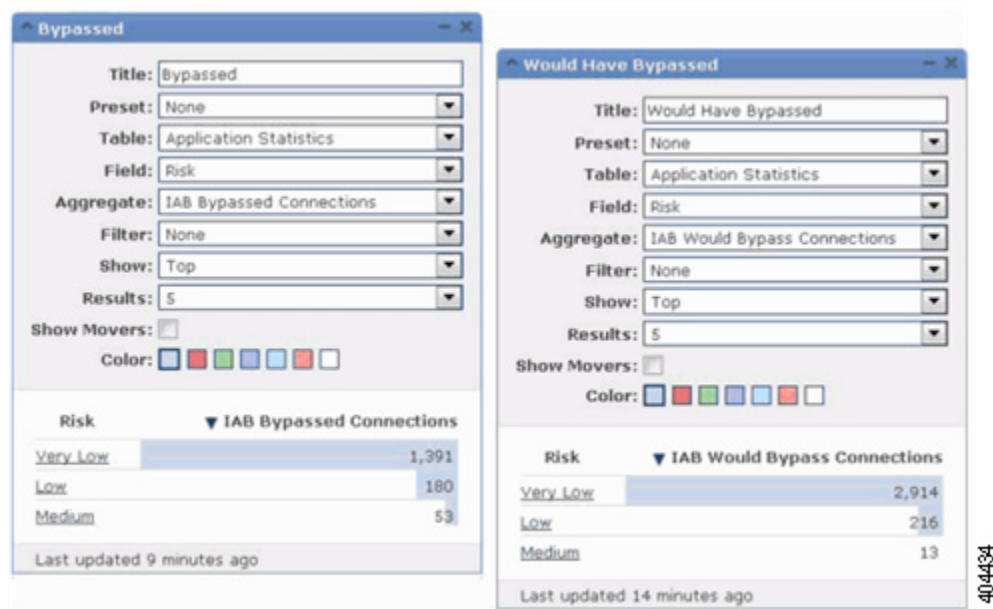 Bypassed
Title: Bypassed
Preset: None
Table: Application Statistics
Field: Risk
Aggregate: IAB Bypassed Connections
Filter: None
Show: Top
Results: 5
Show Movers:
Color:
Risk IAB Bypassed Connections
Very Low 1,391
Low 180
Medium 53
Last updated 9 minutes ago
Would Have Bypassed
Title: Would Have Bypassed
Preset: None
Table: Application Statistics
Field: Risk
Aggregate: IAB Would Bypass Connections
Filter: None
Show: Top
Results: 5
Show Movers:
Color:
Risk IAB Would Bypass Connections
Very Low 2,914
Low 216
Medium 13
Last updated 14 minutes ago
404434